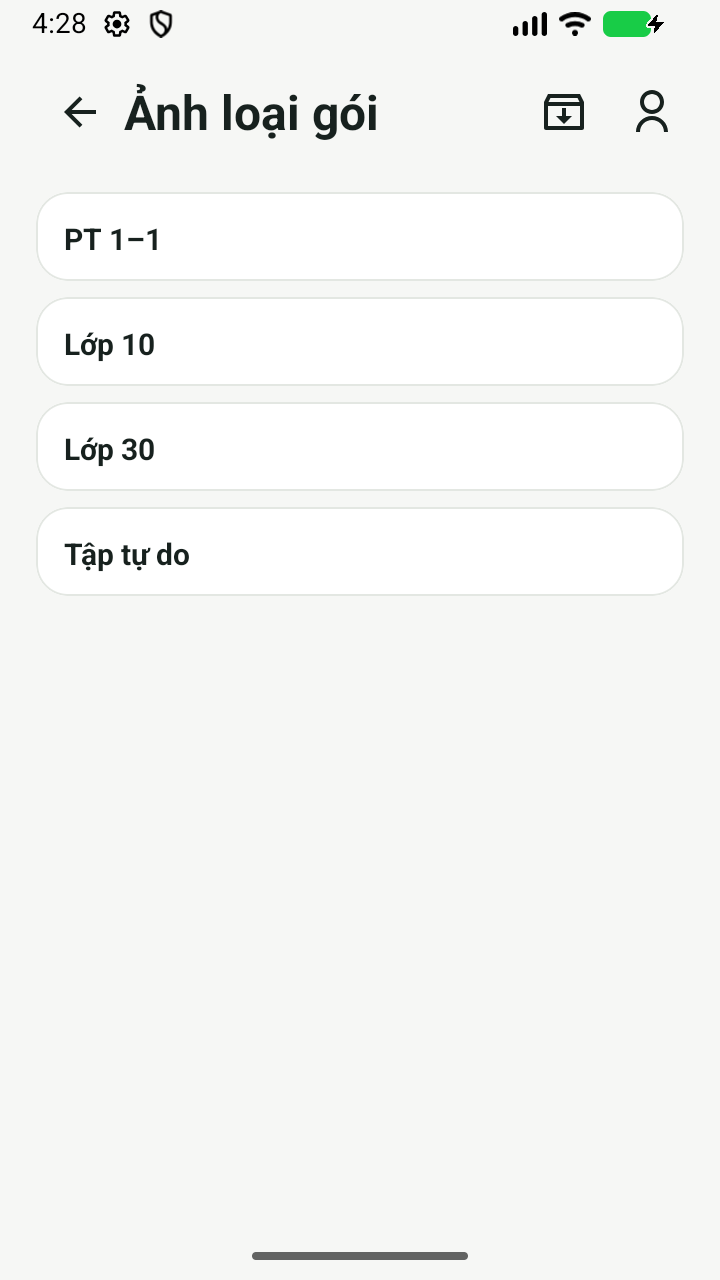 4:28
Ảnh loại gói
PT 1–1
Lớp 10
Lớp 30
Tập tự do